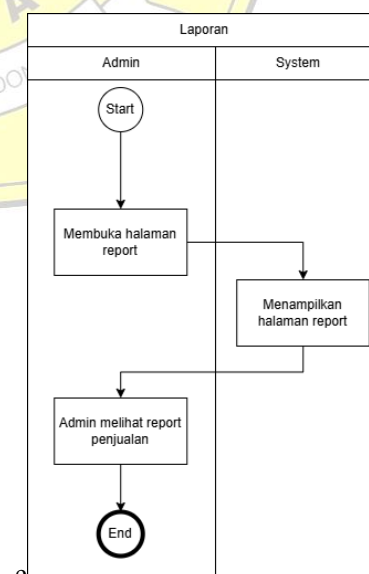 Laporan
Admin
System
Start
Membuka halaman
report
Menampilkan
halaman report
Admin melihat report
penjualan
End